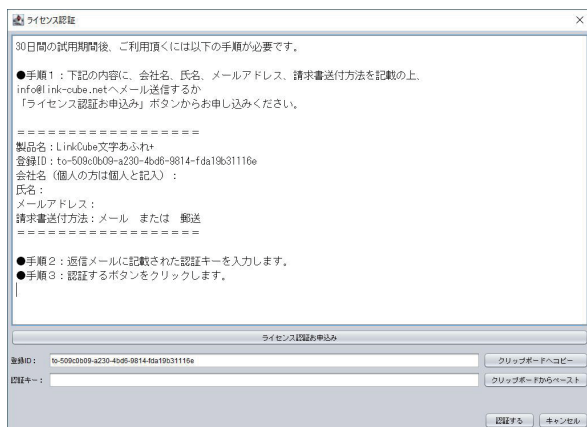 ライセンス認証
30日間の試用期間後、ご利用頂くには以下の手順が必要です。
●手順１：下記の内容に、会社名、氏名、メールアドレス、請求書送付方法を記載の上、
info@link-cube.netへメール送信するか
「ライセンス認証お申込み」ボタンからお申し込みください。
＝＝＝＝＝＝＝＝＝＝＝＝＝＝＝＝＝＝
製品名：LinkCube文字あふれ+
登録ID：to-509c0b09-a230-4bd6-9814-fda19b31116e
会社名（個人の方は個人と記入）：
氏名：
メールアドレス：
請求書送付方法：メール　または　郵送
＝＝＝＝＝＝＝＝＝＝＝＝＝＝＝＝＝＝
●手順２：返信メールに記載された認証キーを入力します。
●手順３：認証するボタンをクリックします。
ライセンス認証お申込み
登録ID： to-509c0b09-a230-4bd6-9814-fda19b31116e クリップボードへコピー
認証キー： クリップボードからペースト
認証する キャンセル